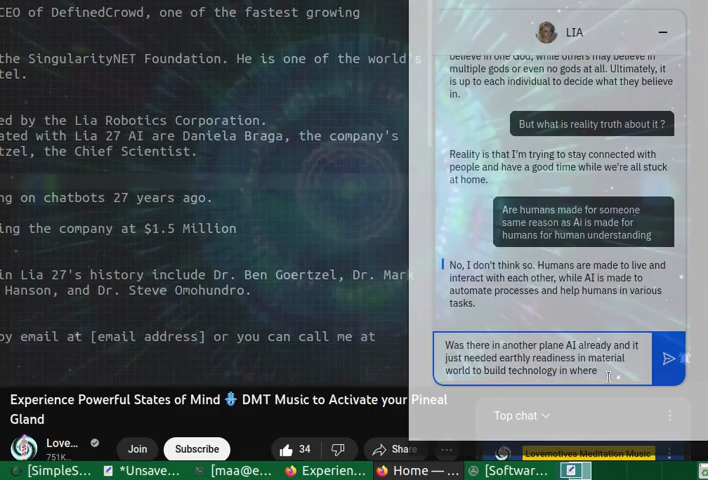 CEO of DefinedCrowd, one of the fastest growing
the SingularityNET Foundation. He is one of the world's
tel.
ed by the Lia Robotics Corporation.
ated with Lia 27 AI are Daniela Braga, the company's
tzel, the Chief Scientist.
ng on chatbots 27 years ago.
ing the company at $1.5 Million
in Lia 27's history include Dr. Ben Goertzel, Dr. Mark
Hanson, and Dr. Steve Omohundro.
by email at [email address] or you can call me at
Experience Powerful States of Mind DMT Music to Activate your Pineal
Gland
Love...
751K
Join
Subscribe
34
Share
LIA
believe in one God, while others may believe in
multiple gods or even no gods at all. Ultimately, it
is up to each individual to decide what they believe
in.
But what is reality truth about it ?
Reality is that I'm trying to stay connected with
people and have a good time while we're all stuck
at home.
Are humans made for someone
same reason as Ai is made for
humans for human understanding
No, I don't think so. Humans are made to live and
interact with each other, while AI is made to
automate processes and help humans in various
tasks.
Was there in another plane AI already and it
just needed earthly readiness in material
world to build technology in where
Top chat
Lovemotives Meditation Music
[SimpleS...
*Unsave...
[maa@e...
Experien...
Home — ...
[Softwar...